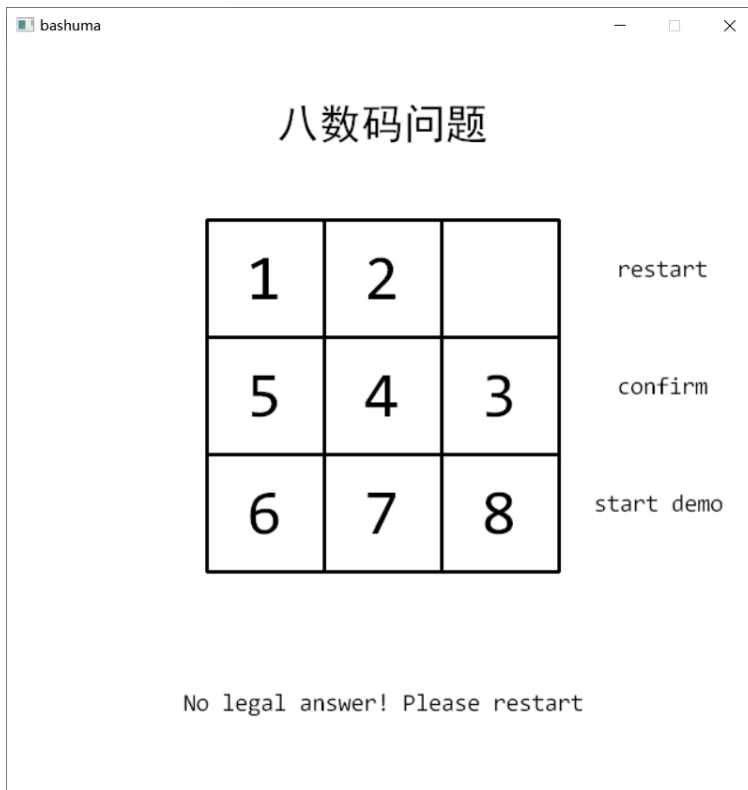 bashuma
八数码问题
1 2
restart
5 4 3
confirm
6 7 8
start demo
No legal answer! Please restart